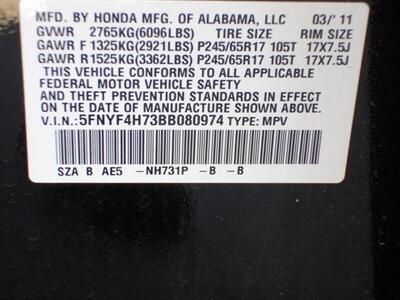 MFD. BY HONDA MFG. OF ALABAMA, LLC 03/'11
GVWR 2765KG(6096LBS) TIRE SIZE RIM SIZE
GAWR F 1325KG(2921LBS) P245/65R17 105T 17X7.5J
GAWR R 1525KG(3362LBS) P245/65R17 105T 17X7.5J
THIS VEHICLE CONFORMS TO ALL APPLICABLE
FEDERAL MOTOR VEHICLE SAFETY AND
THEFT PREVENTION STANDARDS IN EFFECT ON THE
DATE OF MANUFACTURE SHOWN ABOVE.
V.I.N.: 5FNYF4H73BB080974 TYPE: MPV
SZA B AE5 -NH731P -B -B